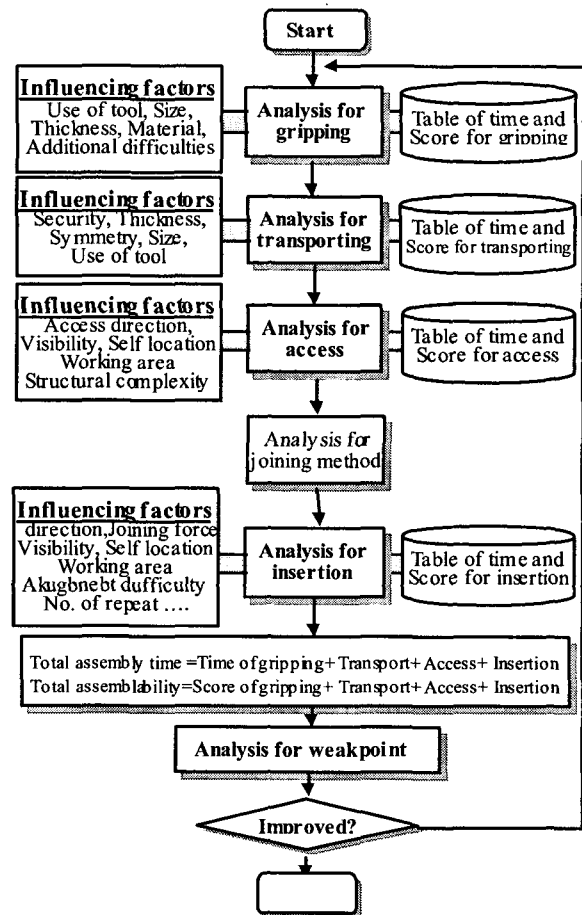 Start
Influencing factors
Use of tool, Size,
Thickness, Material,
Additional difficulties
Analysis for
gripping
Table of time and
Score for gripping
Influencing factors
Security, Thickness,
Symmetry, Size,
Use of tool
Analysis for
transporting
Table of time and
Score for transporting
Influencing factors
Access direction,
Visibility, Self location
Working area
Structural complexity
Analysis for
access
Table of time and
Score for access
Analysis for
joining method
Influencing factors
direction,Joining force
Visibility, Self location
Working area
Akugbnebt dufficulty
No. of repeat ....
Analysis for
insertion
Table of time and
Score for insertion
Total assembly time =Time of gripping+ Transport+ Access+ Insertion
Total assemblability=Score of gripping+ Transport+ Access+ Insertion
Analysis for weakpoint
Improved?